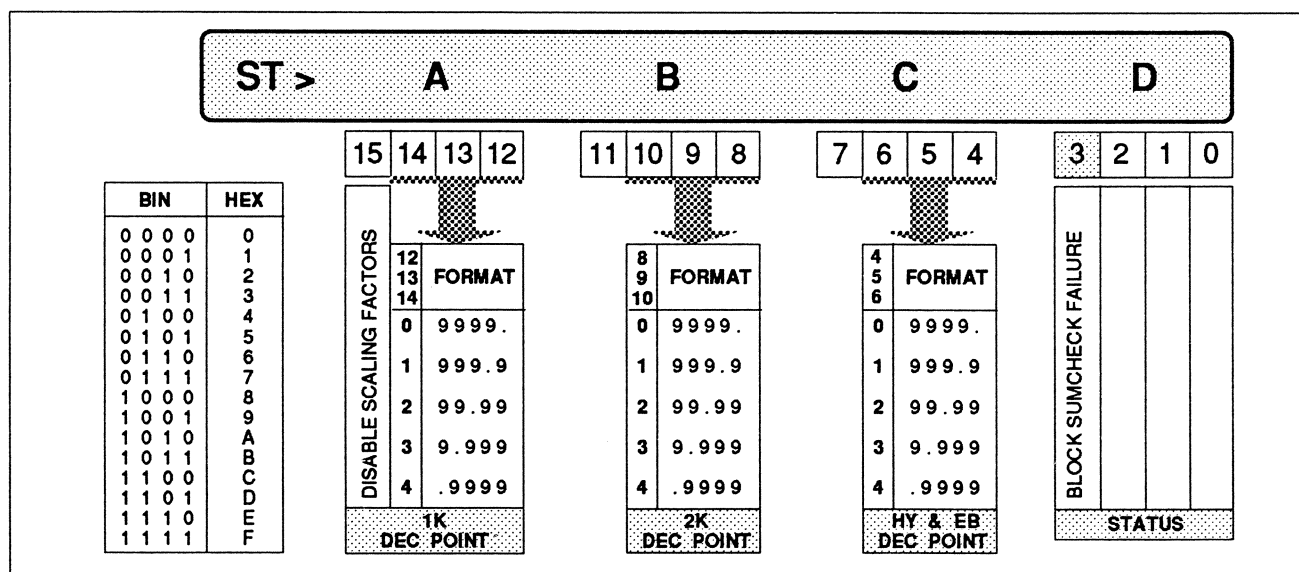 ST > A B C D
15 14 13 12 11 10 9 8 7 6 5 4 3 2 1 0
BIN HEX
0 0 0 0 0
0 0 0 1 1
0 0 1 0 2
0 0 1 1 3
0 1 0 0 4
0 1 0 1 5
0 1 1 0 6
0 1 1 1 7
1 0 0 0 8
1 0 0 1 9
1 0 1 0 A
1 0 1 1 B
1 1 0 0 C
1 1 0 1 D
1 1 1 0 E
1 1 1 1 F
DISABLE SCALING FACTORS
12
13
14
FORMAT
0 9999.
1 999.9
2 99.99
3 9.999
4 .9999
1K
DEC POINT
8
9
10
FORMAT
0 9999.
1 999.9
2 99.99
3 9.999
4 .9999
2K
DEC POINT
4
5
6
FORMAT
0 9999.
1 999.9
2 99.99
3 9.999
4 .9999
HY & EB
DEC POINT
BLOCK SUMCHECK FAILURE
STATUS